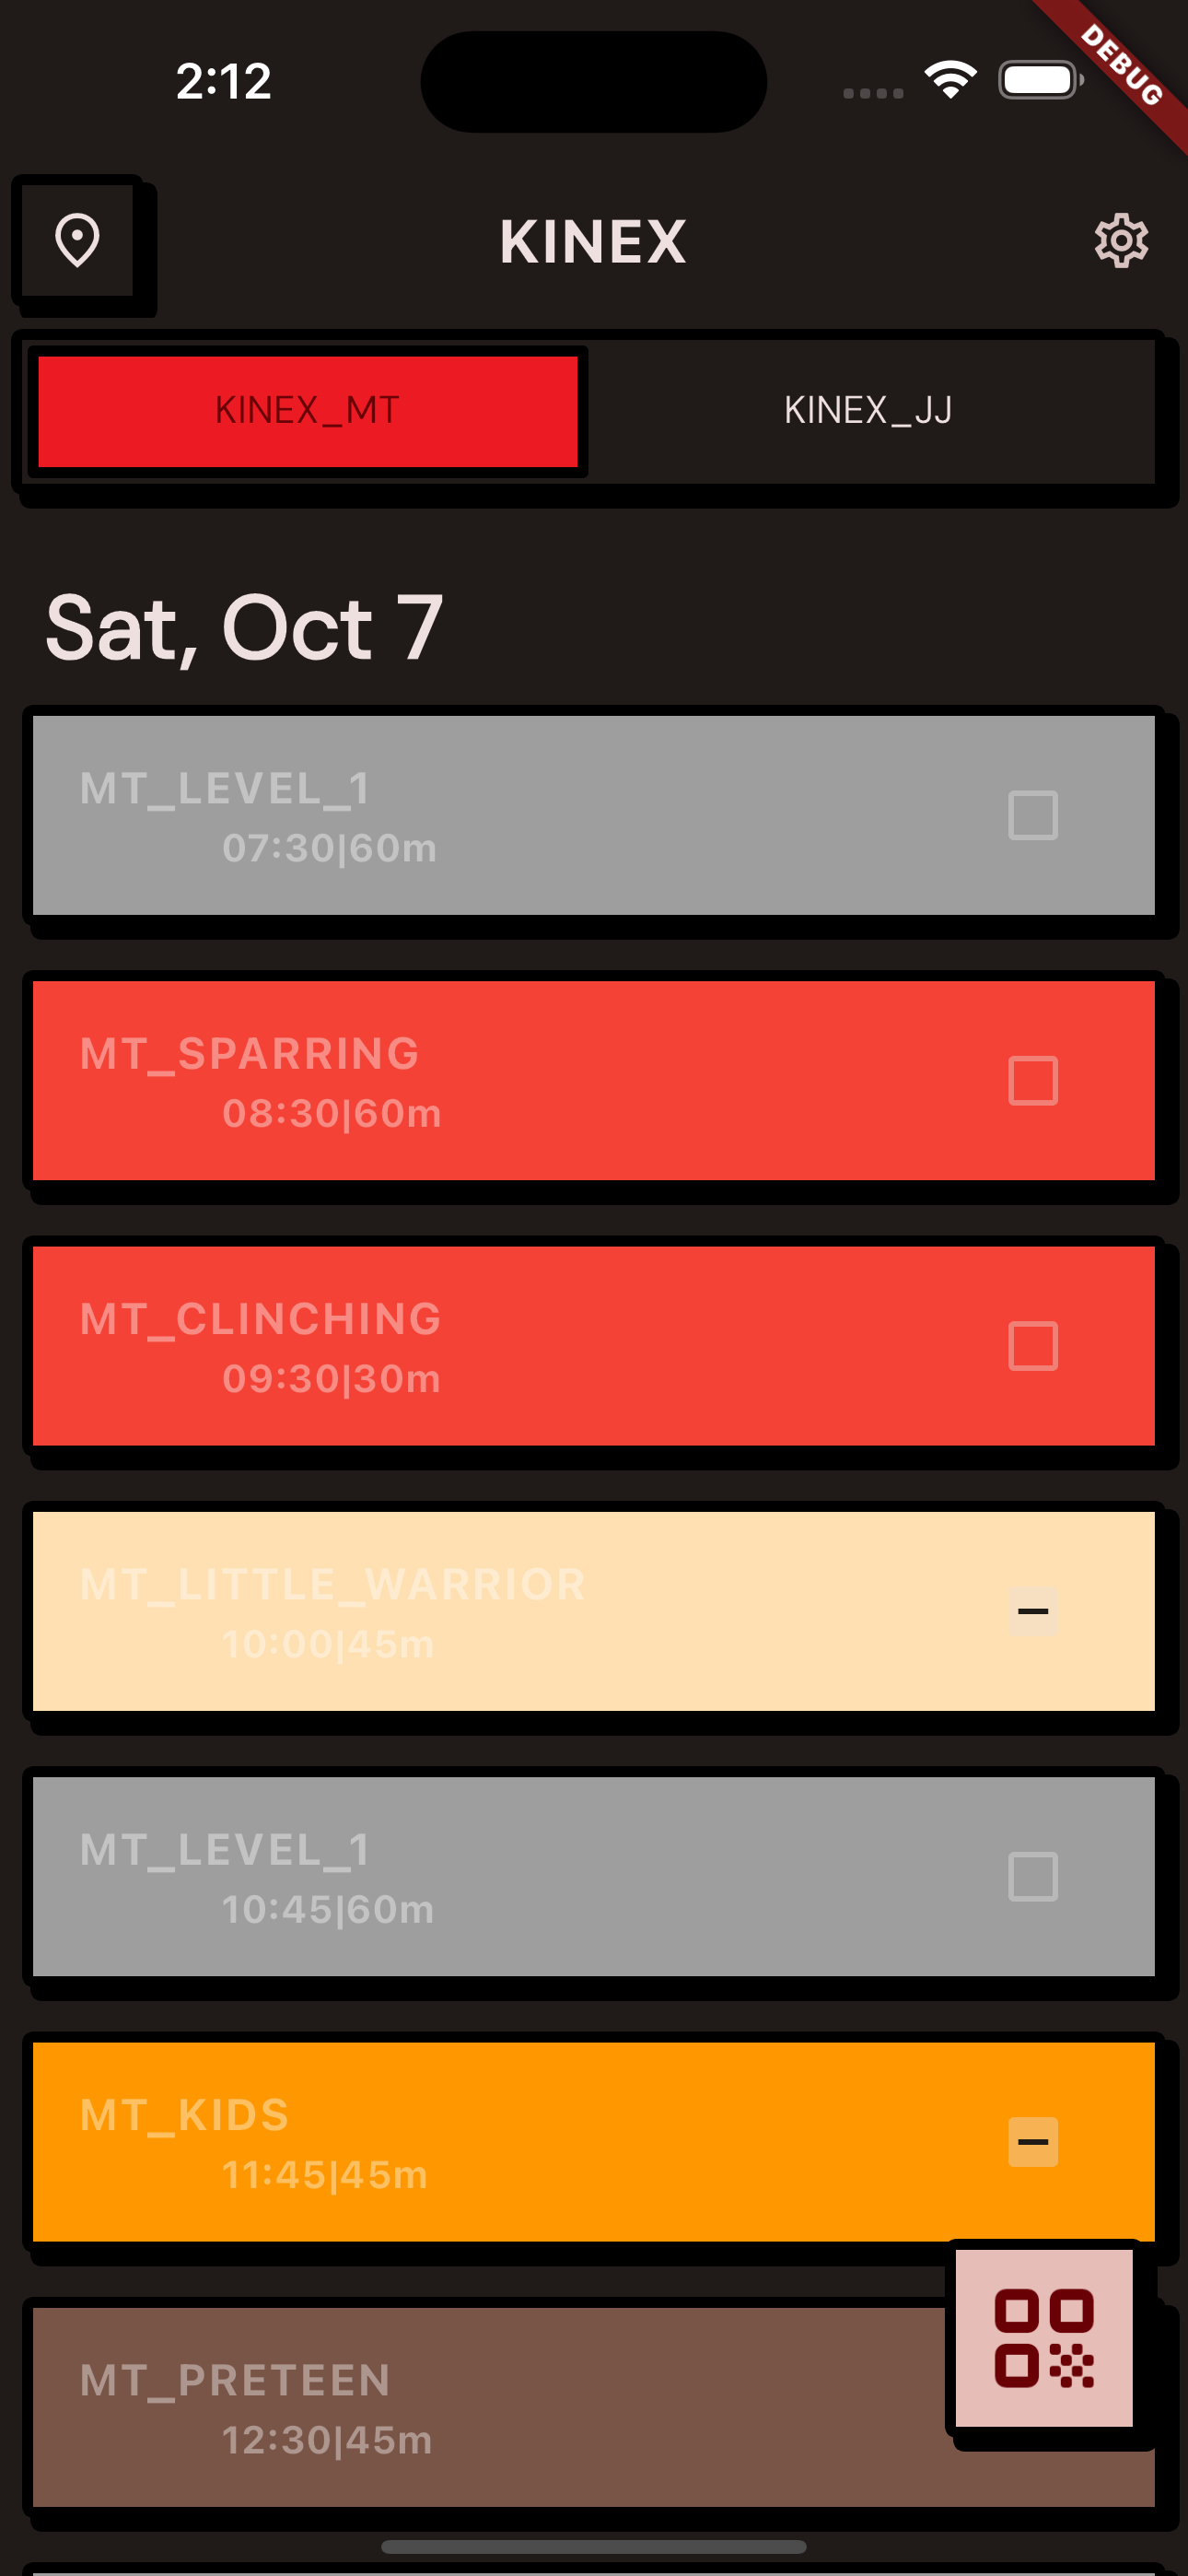 2:12
DEBUG
KINEX
KINEX_MT
KINEX_JJ
Sat, Oct 7
MT_LEVEL_1
07:30|60m
MT_SPARRING
08:30|60m
MT_CLINCHING
09:30|30m
MT_LITTLE_WARRIOR
10:00|45m
MT_LEVEL_1
10:45|60m
MT_KIDS
11:45|45m
MT_PRETEEN
12:30|45m